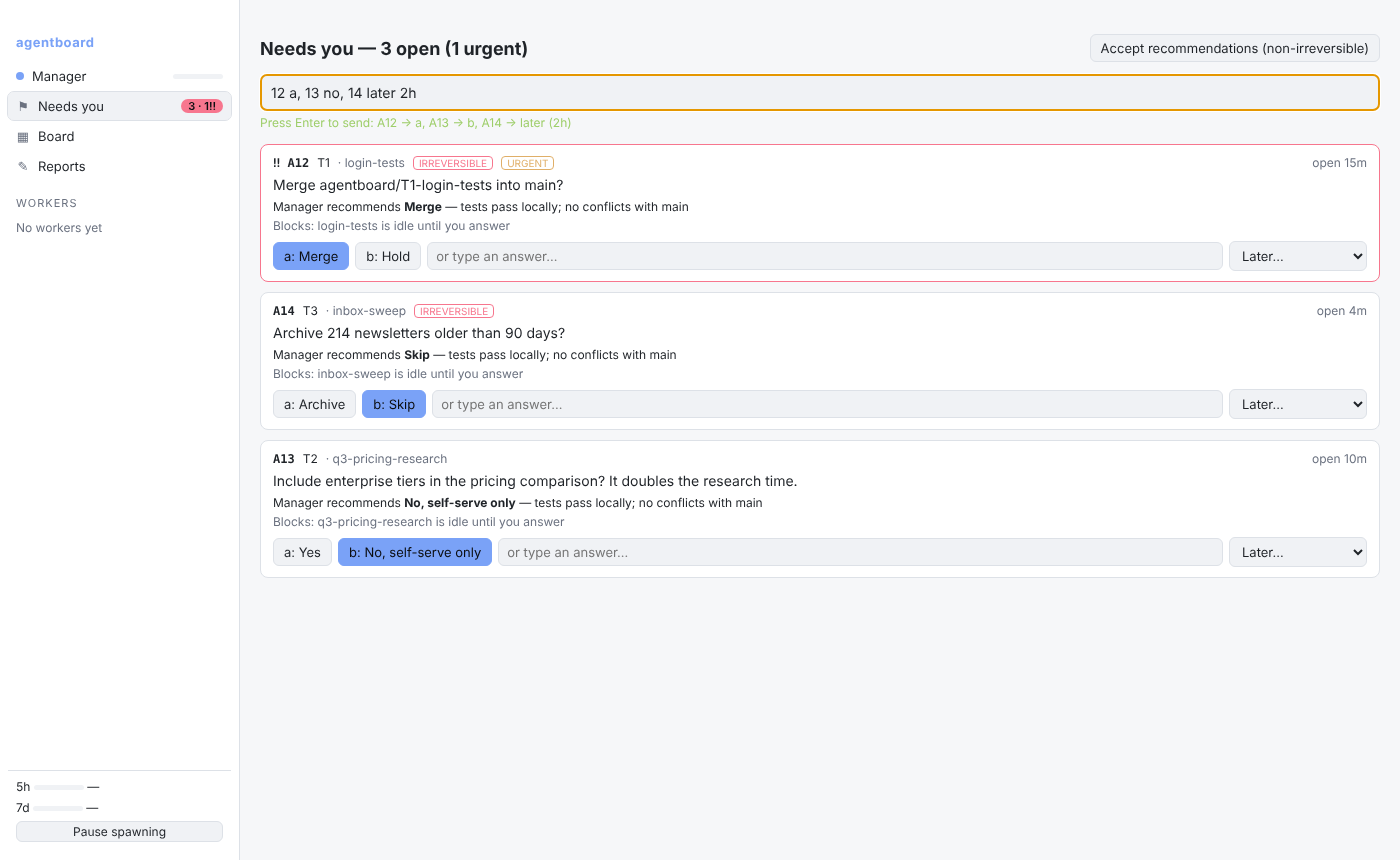 agentboard
Manager
Needs you 3 · 1!!
Board
Reports
WORKERS
No workers yet
5h —
7d —
Pause spawning
Needs you — 3 open (1 urgent)
Accept recommendations (non-irreversible)
12 a, 13 no, 14 later 2h
Press Enter to send: A12 → a, A13 → b, A14 → later (2h)
!! A12 T1 · login-tests IRREVERSIBLE URGENT open 15m
Merge agentboard/T1-login-tests into main?
Manager recommends Merge — tests pass locally; no conflicts with main
Blocks: login-tests is idle until you answer
a: Merge b: Hold or type an answer... Later...
A14 T3 · inbox-sweep IRREVERSIBLE open 4m
Archive 214 newsletters older than 90 days?
Manager recommends Skip — tests pass locally; no conflicts with main
Blocks: inbox-sweep is idle until you answer
a: Archive b: Skip or type an answer... Later...
A13 T2 · q3-pricing-research open 10m
Include enterprise tiers in the pricing comparison? It doubles the research time.
Manager recommends No, self-serve only — tests pass locally; no conflicts with main
Blocks: q3-pricing-research is idle until you answer
a: Yes b: No, self-serve only or type an answer... Later...